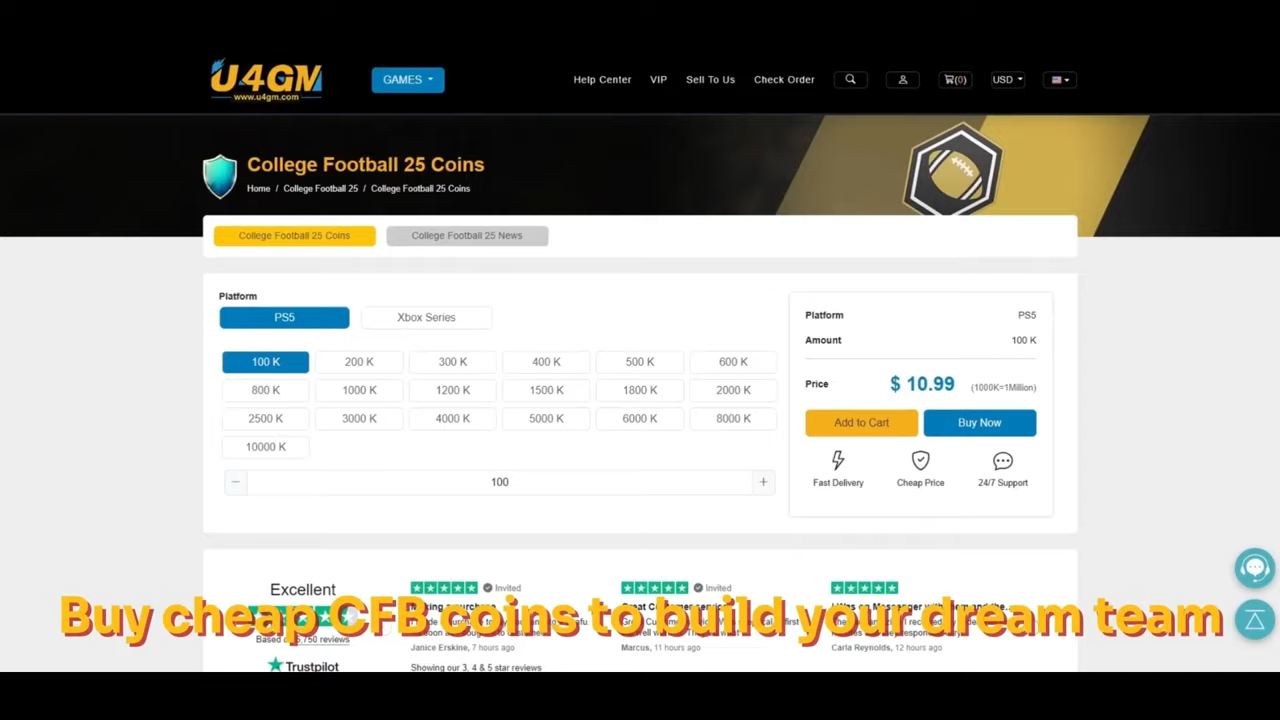 U4GM
www.u4gm.com
GAMES
Help Center
VIP
Sell To Us
Check Order
(0)
USD
College Football 25 Coins
Home / College Football 25 / College Football 25 Coins
College Football 25 Coins
College Football 25 News
Platform
PS5
Xbox Series
100 K
200 K
300 K
400 K
500 K
600 K
800 K
1000 K
1200 K
1500 K
1800 K
2000 K
2500 K
3000 K
4000 K
5000 K
6000 K
8000 K
10000 K
− 100 +
Platform PS5
Amount 100 K
Price $ 10.99 (1000K=1Million)
Add to Cart
Buy Now
Fast Delivery
Cheap Price
24/7 Support
Excellent
Invited
Invited
Buy cheap CFB coins to build your dream team
Janice Erskine, 7 hours ago
Marcus, 11 hours ago
Carla Reynolds, 12 hours ago
Trustpilot
Showing our 3, 4 & 5 star reviews